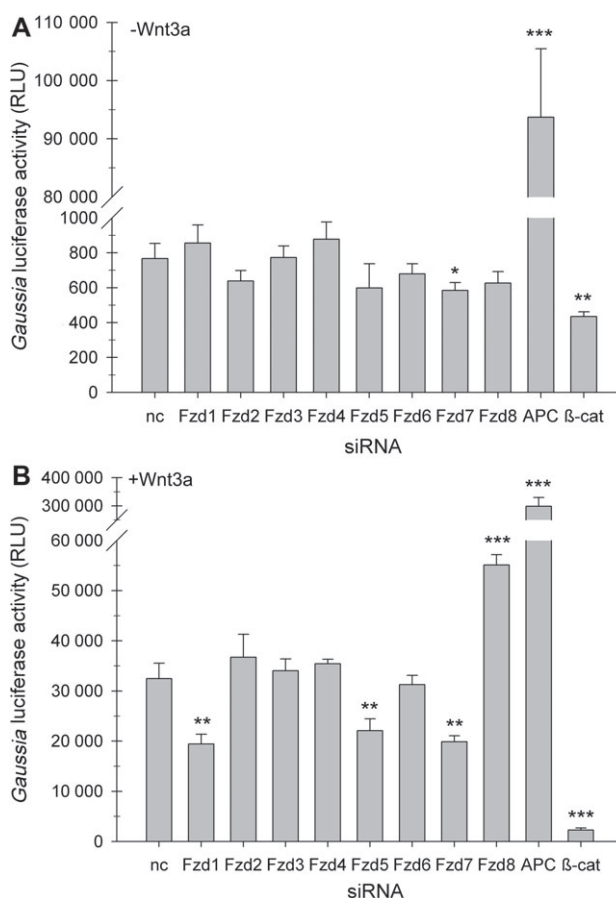 A
-Wnt3a
Gaussia luciferase activity (RLU)
110 000
100 000
90 000
80 000
1000
800
600
400
200
0
***
*
**
nc Fzd1 Fzd2 Fzd3 Fzd4 Fzd5 Fzd6 Fzd7 Fzd8 APC ß-cat
siRNA
B
+Wnt3a
Gaussia luciferase activity (RLU)
400 000
300 000
60 000
50 000
40 000
30 000
20 000
10 000
0
**
**
**
***
***
***
nc Fzd1 Fzd2 Fzd3 Fzd4 Fzd5 Fzd6 Fzd7 Fzd8 APC ß-cat
siRNA